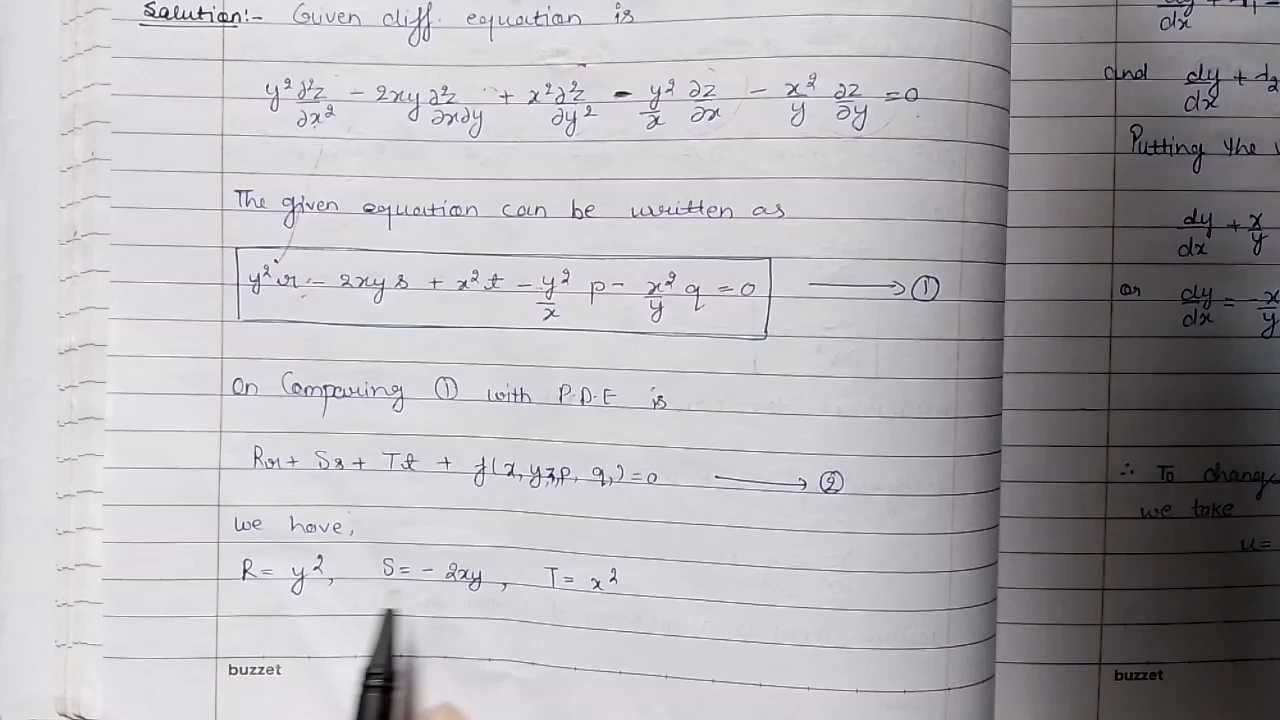 Solution:- Given diff. equation is
y² ∂²z/∂x² - 2xy ∂²z/∂x∂y + x² ∂²z/∂y² - y²/x ∂z/∂x - x²/y ∂z/∂y = 0
The given equation can be written as
y²r - 2xys + x²t - y²/x p - x²/y q = 0 → ①
On Comparing ① with P.D.E is
Rr + Ss + Tt + f(x, y, z, p, q,) = 0 → ②
we have,
R = y², S = - 2xy, T = x²
buzzet
dx
and dy/dx + λ₂
Putting the
dy/dx + x/y
or dy/dx = -x/y
∴ To change
we take
u=
buzzet